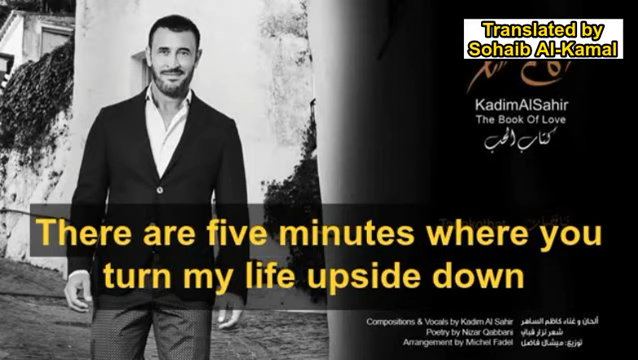 Translated by
Sohaib Al-Kamal
KadimAlSahir
The Book Of Love
كتاب الحب
There are five minutes where you
turn my life upside down
Compositions & Vocals by Kadim Al Sahir
ألحان و غناء كاظم الساهر
Poetry by Nizar Qabbani
شعر نزار قباني
Arrangement by Michel Fadel
توزيع: ميشال فاضل